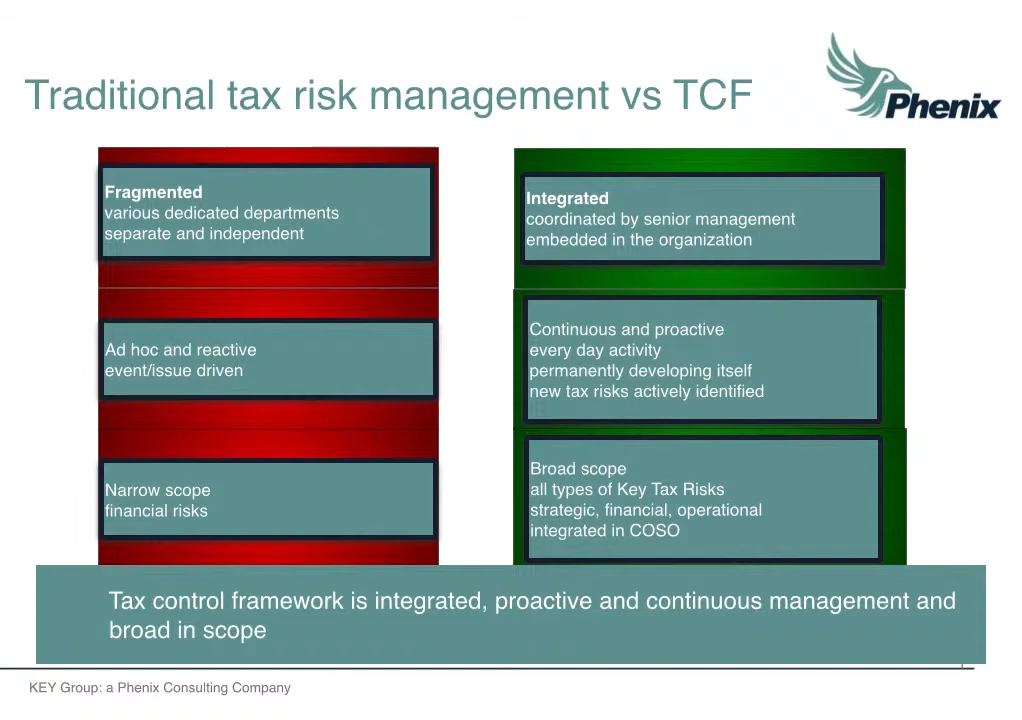 Traditional tax risk management vs TCF
Phenix
Fragmented
various dedicated departments
separate and independent
Integrated
coordinated by senior management
embedded in the organization
Ad hoc and reactive
event/issue driven
Continuous and proactive
every day activity
permanently developing itself
new tax risks actively identified
Narrow scope
financial risks
Broad scope
all types of Key Tax Risks
strategic, financial, operational
integrated in COSO
Tax control framework is integrated, proactive and continuous management and
broad in scope
KEY Group: a Phenix Consulting Company